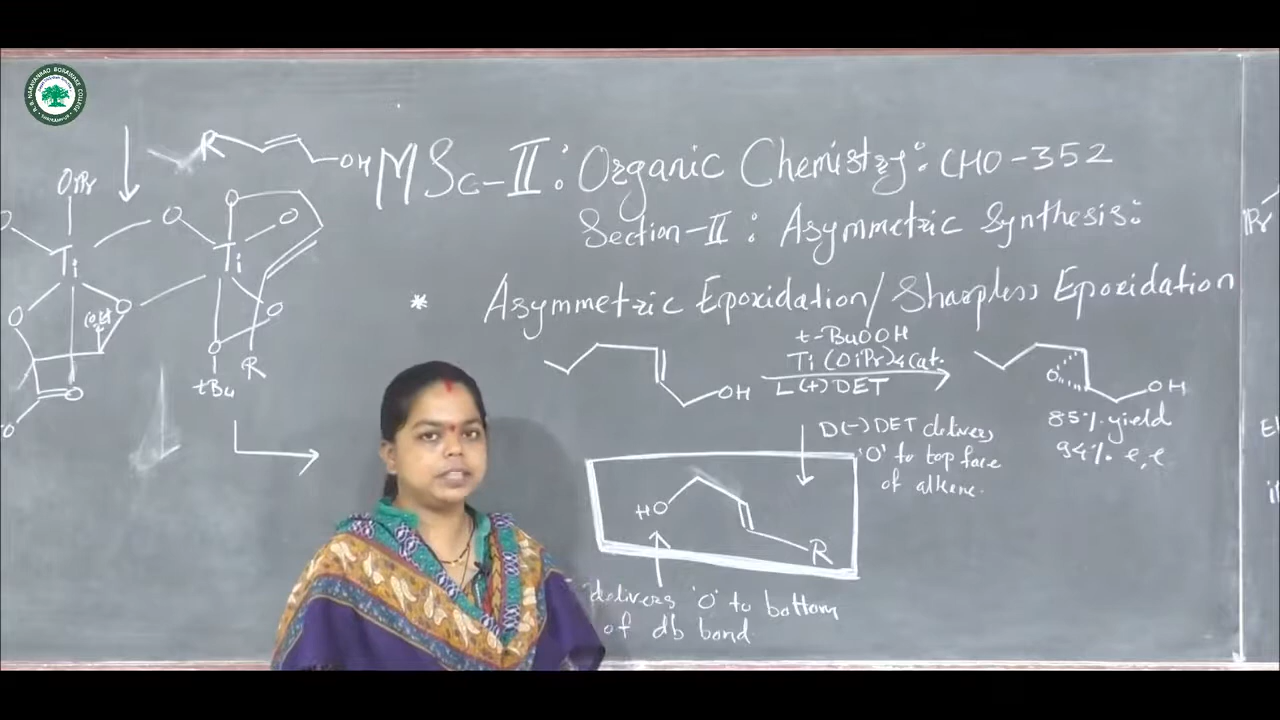 MSc-II: Organic Chemistry: CHO-352
Section-II: Asymmetric Synthesis:
* Asymmetric Epoxidation/Sharpless Epoxidation
R OH
OiPr
O Ti O Ti O O
O O O
O
tBu R
t-BuOOH
Ti(OiPr)4 cat.
L(+) DET
OH
O OH
85% yield
94% e,e
D(-) DET delivers
'O' to top face
of alkene.
HO R
delivers 'O' to bottom
of db bond